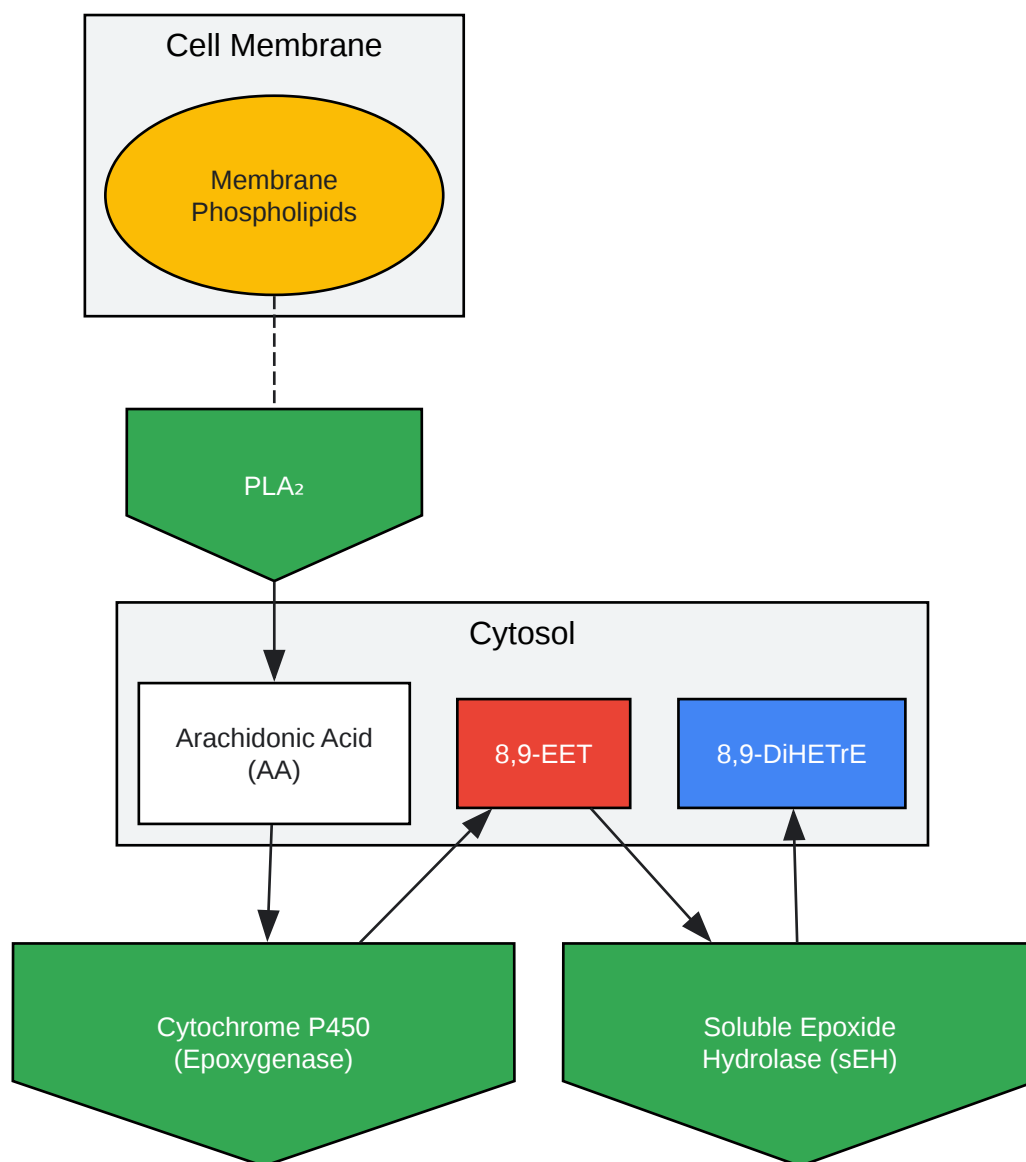 Cell Membrane
Membrane
Phospholipids
PLA₂
Cytosol
Arachidonic Acid
(AA)
8,9-EET
8,9-DiHETrE
Cytochrome P450
(Epoxygenase)
Soluble Epoxide
Hydrolase (sEH)